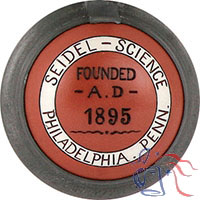 SEIDEL - SCIENCE
FOUNDED
- A.D -
1895
PHILADELPHIA. PENN.